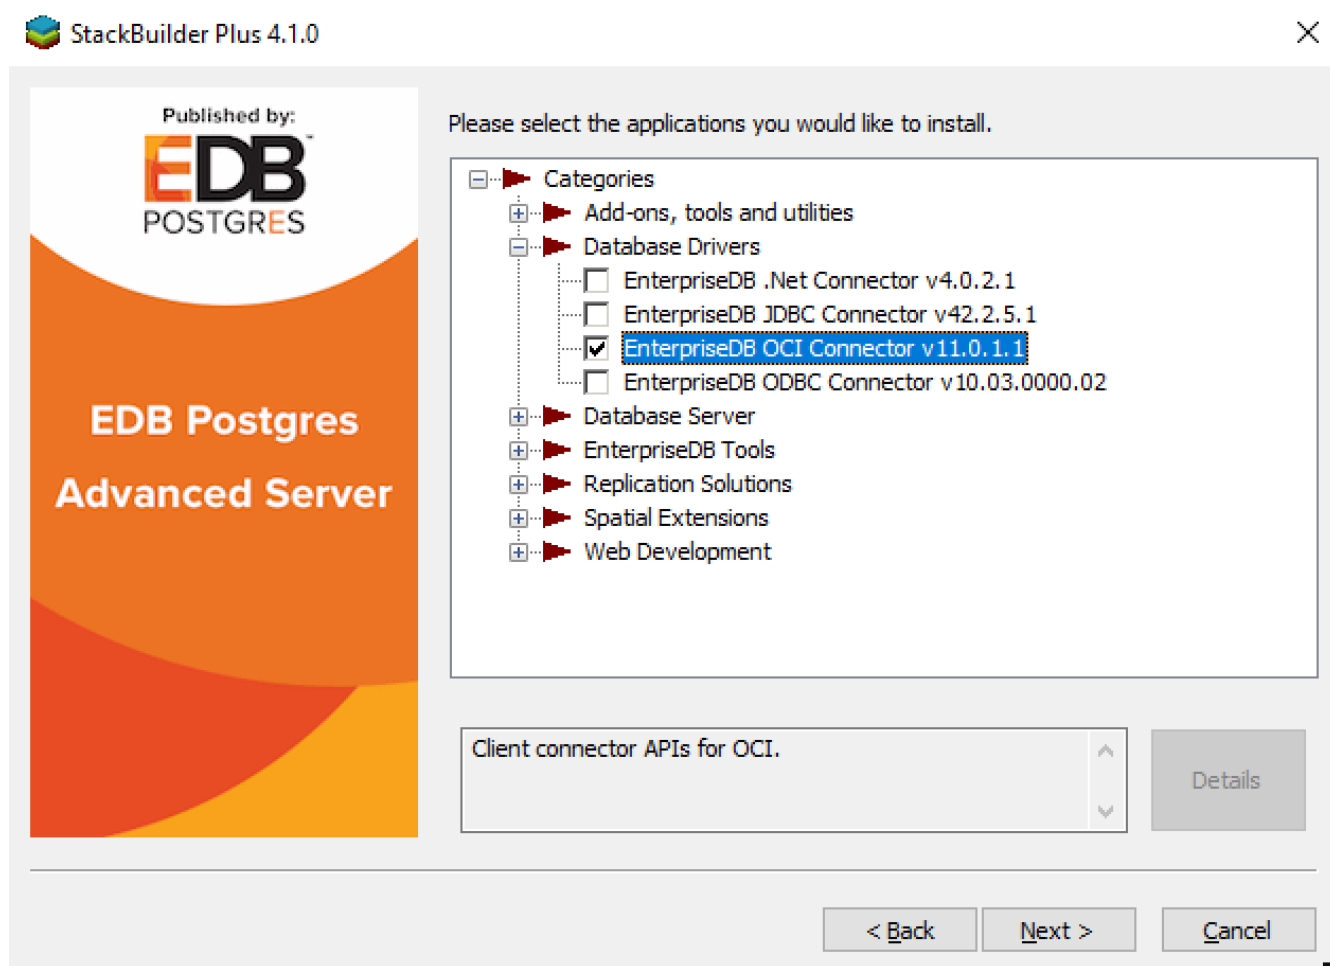 StackBuilder Plus 4.1.0
Published by:
EDB™
POSTGRES
EDB Postgres
Advanced Server
Please select the applications you would like to install.
Categories
Add-ons, tools and utilities
Database Drivers
EnterpriseDB .Net Connector v4.0.2.1
EnterpriseDB JDBC Connector v42.2.5.1
EnterpriseDB OCI Connector v11.0.1.1
EnterpriseDB ODBC Connector v10.03.0000.02
Database Server
EnterpriseDB Tools
Replication Solutions
Spatial Extensions
Web Development
Client connector APIs for OCI.
Details
< Back
Next >
Cancel